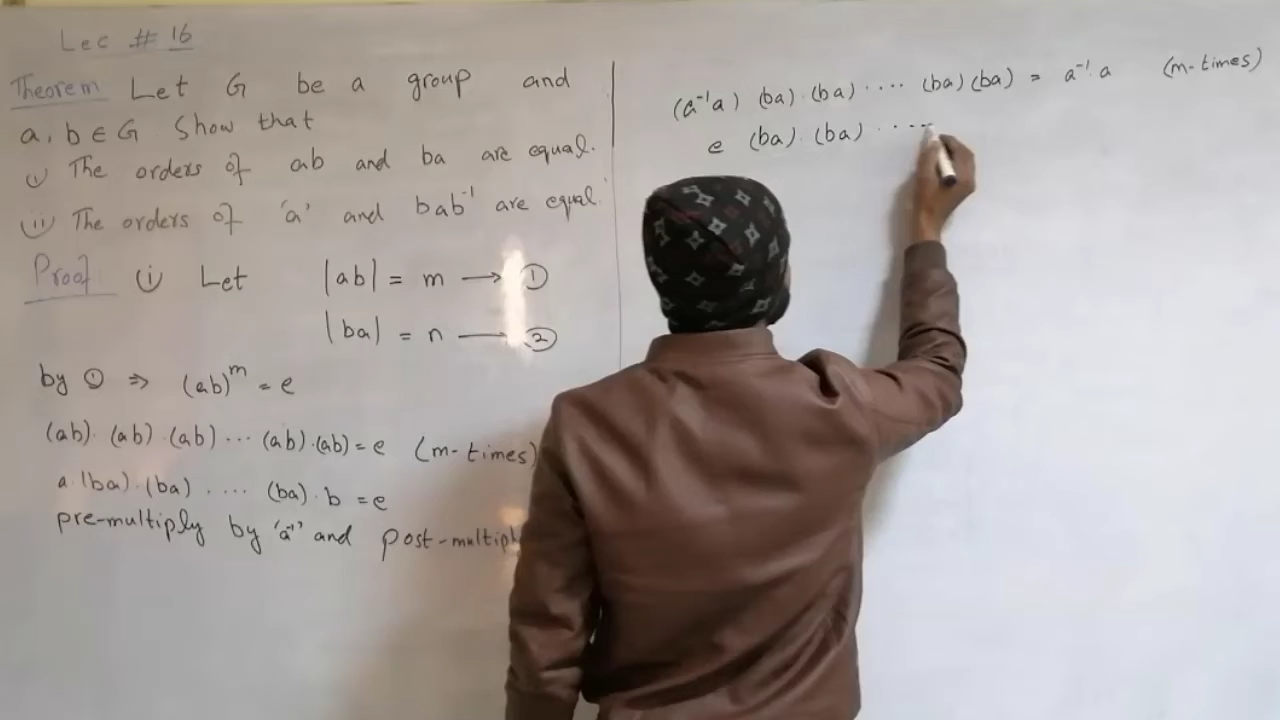 Lec # 16
Theorem Let G be a group and
a, b ∈ G Show that
(i) The orders of ab and ba are equal.
(ii) The orders of 'a' and bab⁻¹ are equal.
Proof (i) Let |ab| = m → ①
|ba| = n → ②
by ① ⇒ (ab)ᵐ = e
(ab)·(ab)·(ab)···(ab)·(ab) = e (m-times)
a·(ba)·(ba)····(ba)·b = e
pre-multiply by 'a⁻¹' and post-multipl
(a⁻¹a) (ba)·(ba)····(ba)(ba) = a⁻¹·a (m-times)
e (ba)·(ba)····